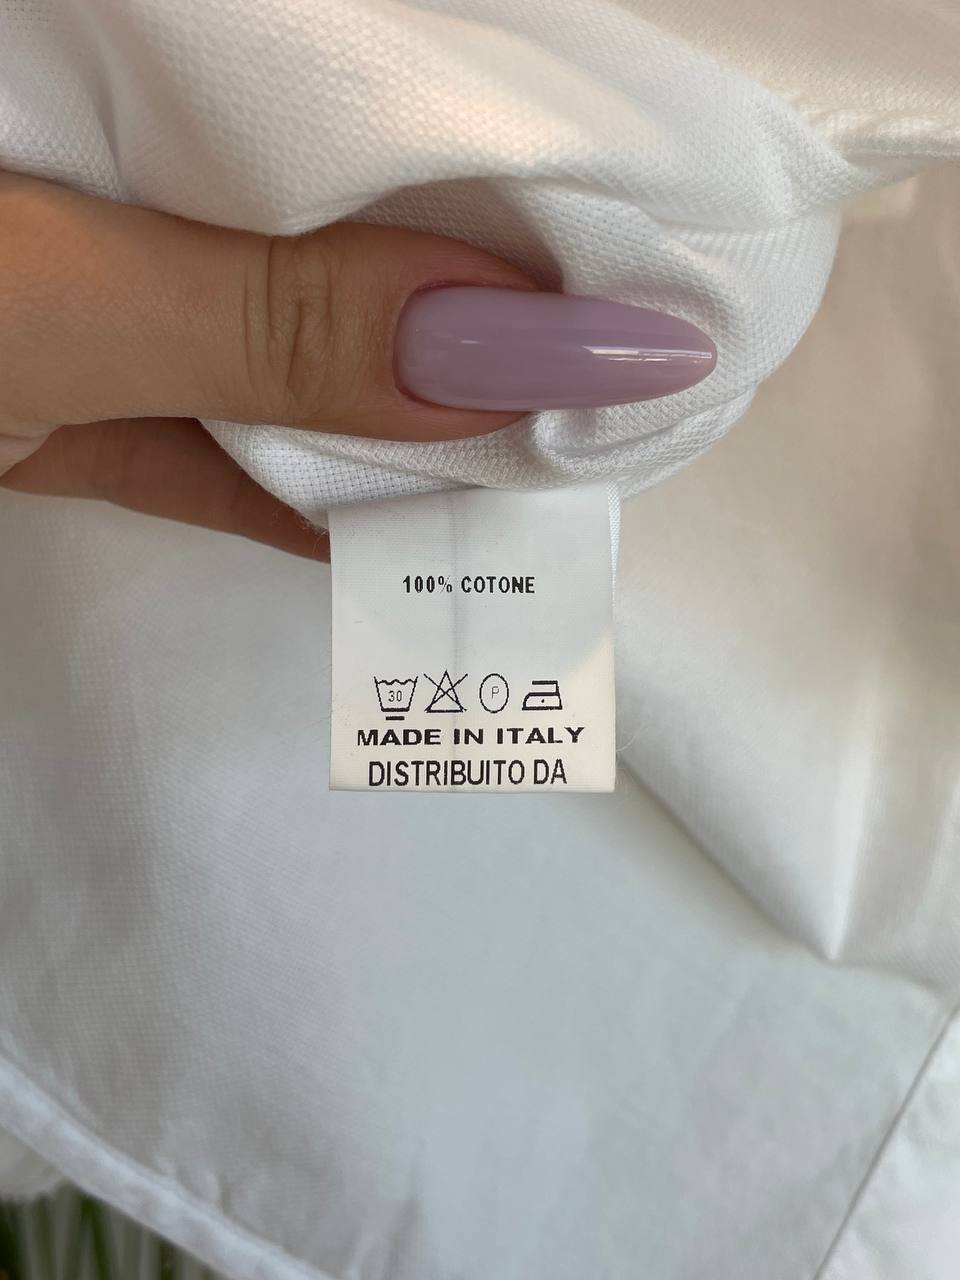 100% COTONE
30 P
MADE IN ITALY
DISTRIBUITO DA